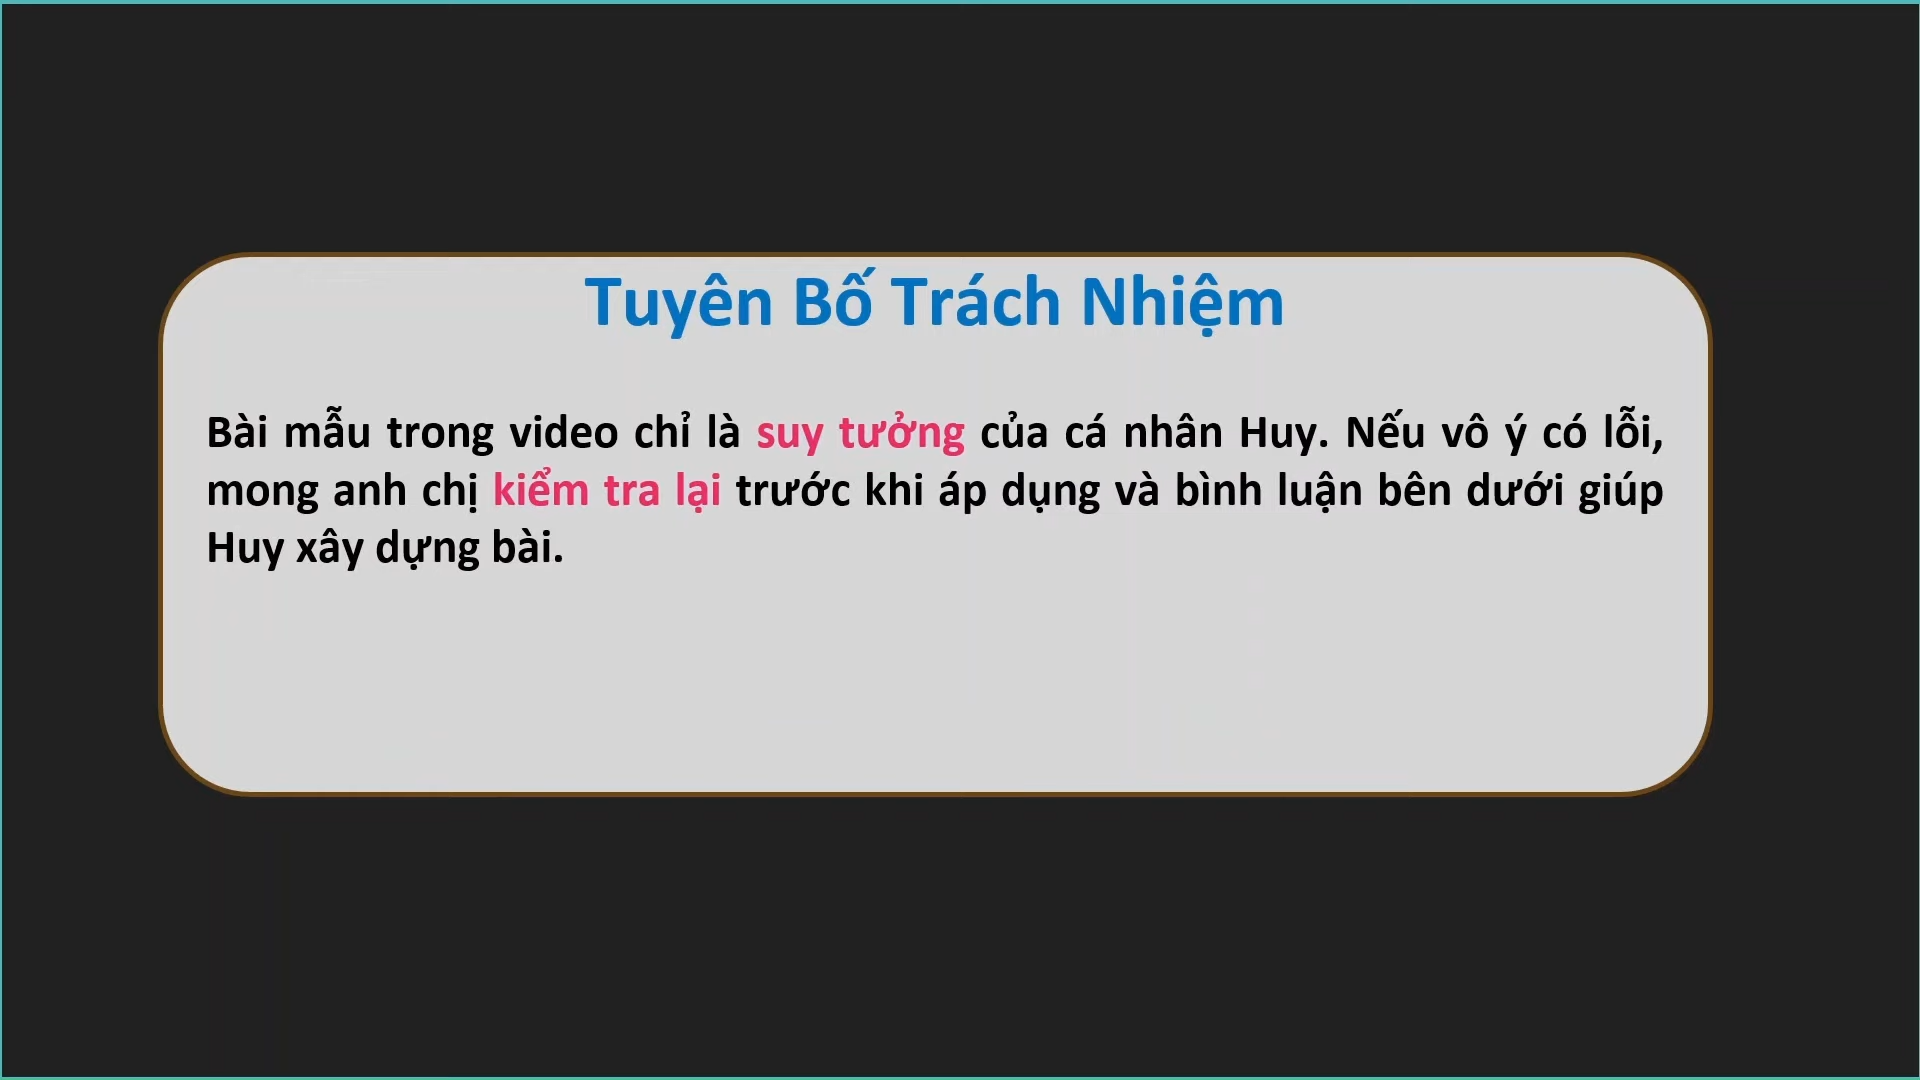 Tuyên Bố Trách Nhiệm
Bài mẫu trong video chỉ là suy tưởng của cá nhân Huy. Nếu vô ý có lỗi,
mong anh chị kiểm tra lại trước khi áp dụng và bình luận bên dưới giúp
Huy xây dựng bài.